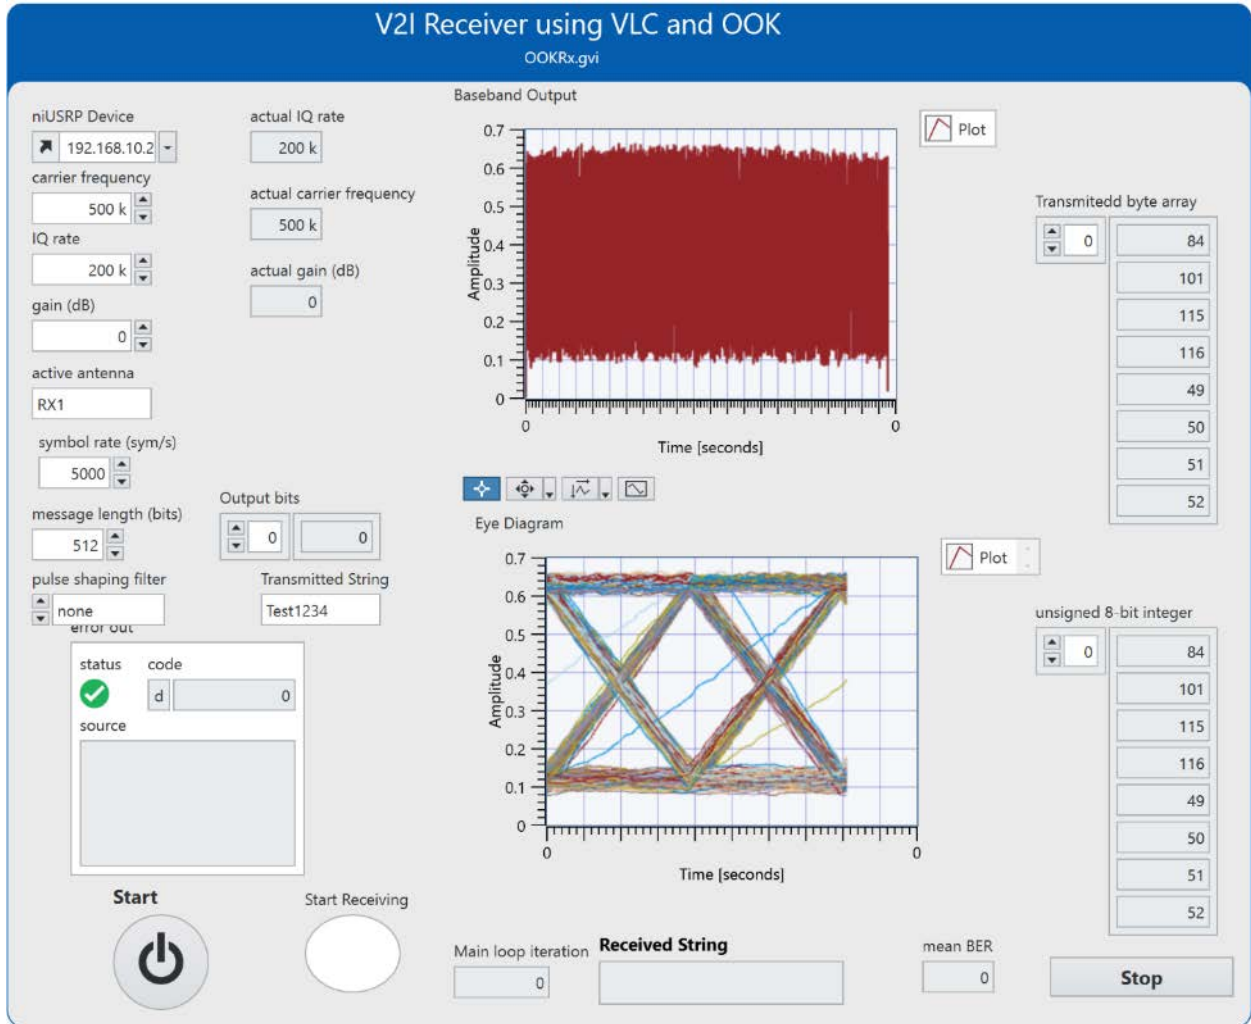 V2I Receiver using VLC and OOK
OOKRx.gvi
niUSRP Device
192.168.10.2
carrier frequency
500 k
IQ rate
200 k
gain (dB)
0
active antenna
RX1
symbol rate (sym/s)
5000
message length (bits)
512
pulse shaping filter
none
actual IQ rate
200 k
actual carrier frequency
500 k
actual gain (dB)
0
Output bits
0
0
Transmitted String
Test1234
error out
status
code
d
0
source
Start
Start Receiving
Baseband Output
Plot
0.7
0.6
0.5
0.4
0.3
0.2
0.1
0
Amplitude
0
0
Time [seconds]
Eye Diagram
Plot
0.7
0.6
0.5
0.4
0.3
0.2
0.1
0
Amplitude
0
0
Time [seconds]
Main loop iteration
0
Received String
mean BER
0
Transmitedd byte array
0
84
101
115
116
49
50
51
52
unsigned 8-bit integer
0
84
101
115
116
49
50
51
52
Stop